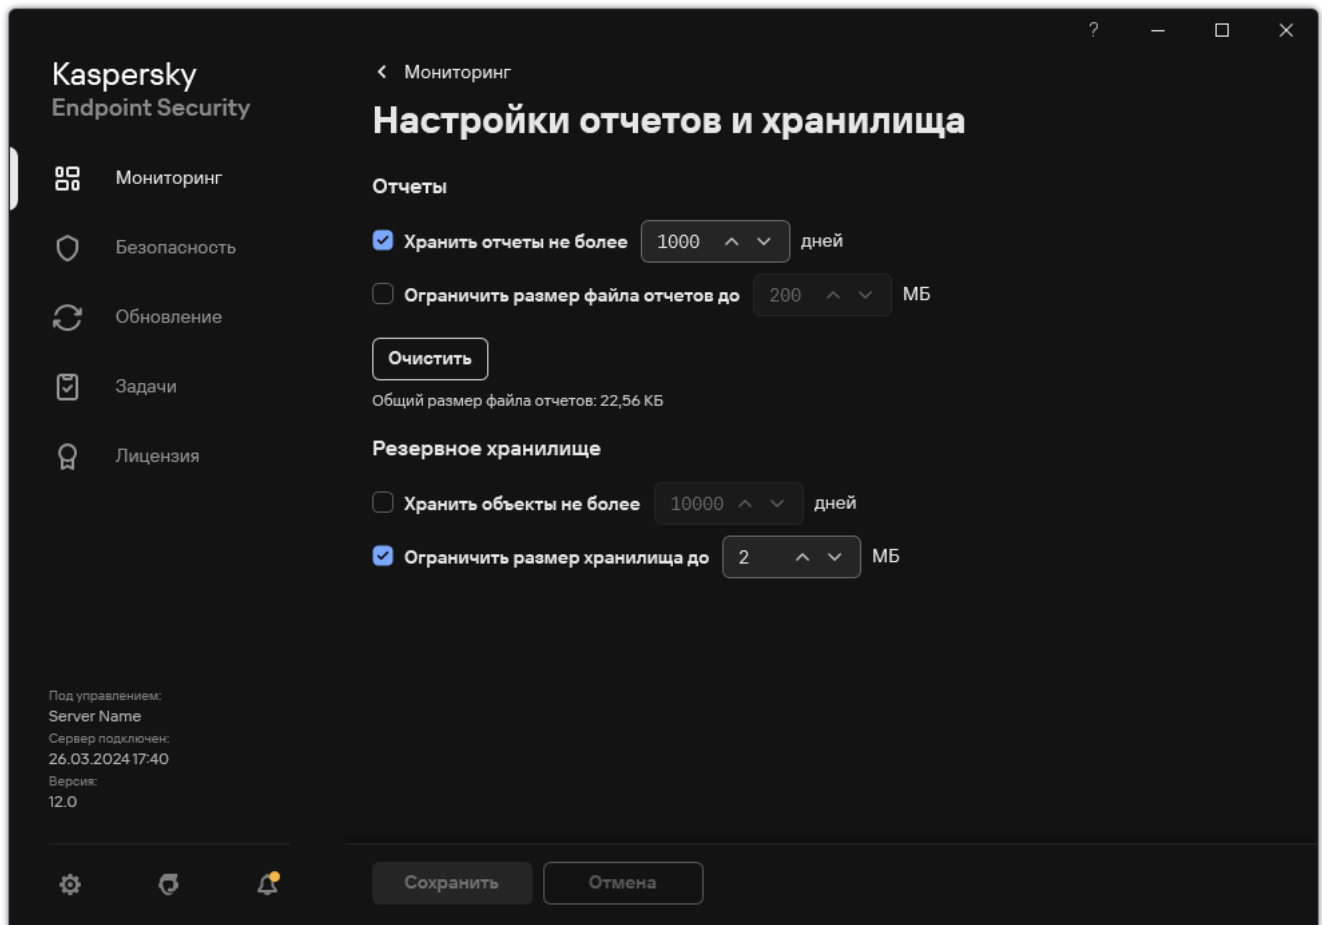 ?
Kaspersky
Endpoint Security
Мониторинг
Безопасность
Обновление
Задачи
Лицензия
Под управлением:
Server Name
Сервер подключен:
26.03.2024 17:40
Версия:
12.0
Мониторинг
Настройки отчетов и хранилища
Отчеты
Хранить отчеты не более 1000 дней
Ограничить размер файла отчетов до 200 МБ
Очистить
Общий размер файла отчетов: 22,56 КБ
Резервное хранилище
Хранить объекты не более 10000 дней
Ограничить размер хранилища до 2 МБ
Сохранить Отмена